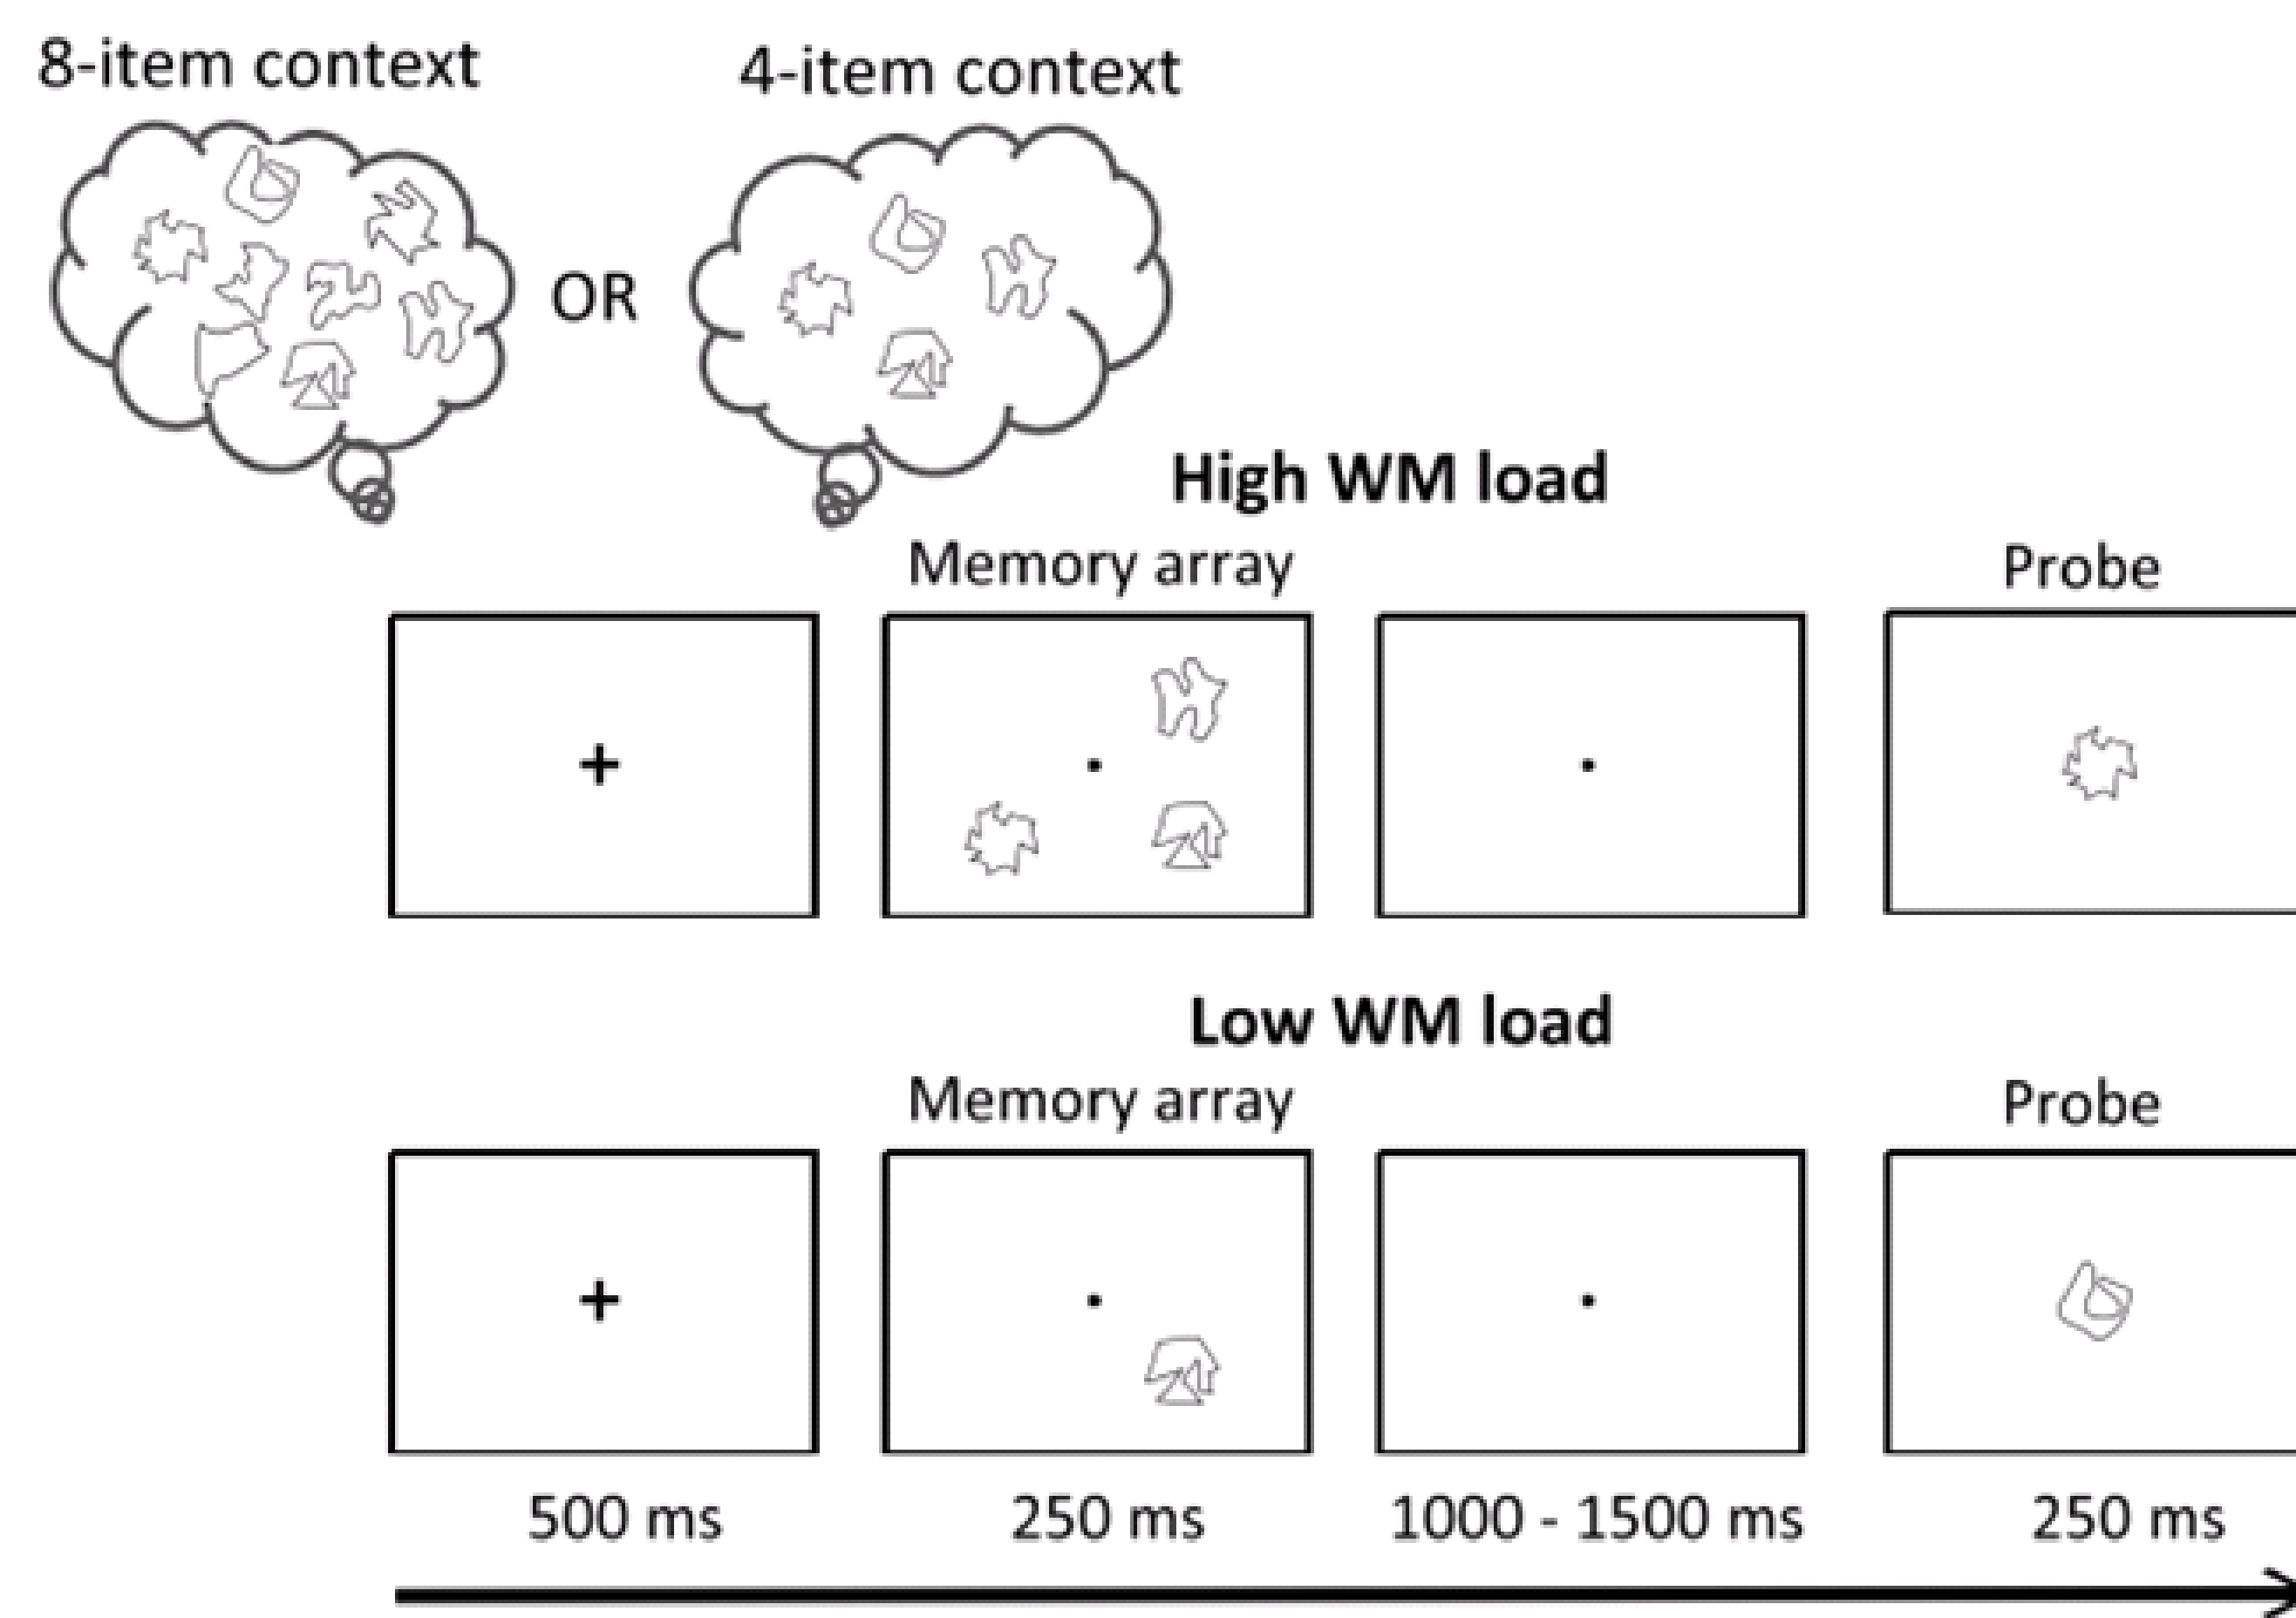 8-item context
4-item context
OR
High WM load
Memory array
Probe
Low WM load
Memory array
Probe
500 ms
250 ms
1000 - 1500 ms
250 ms